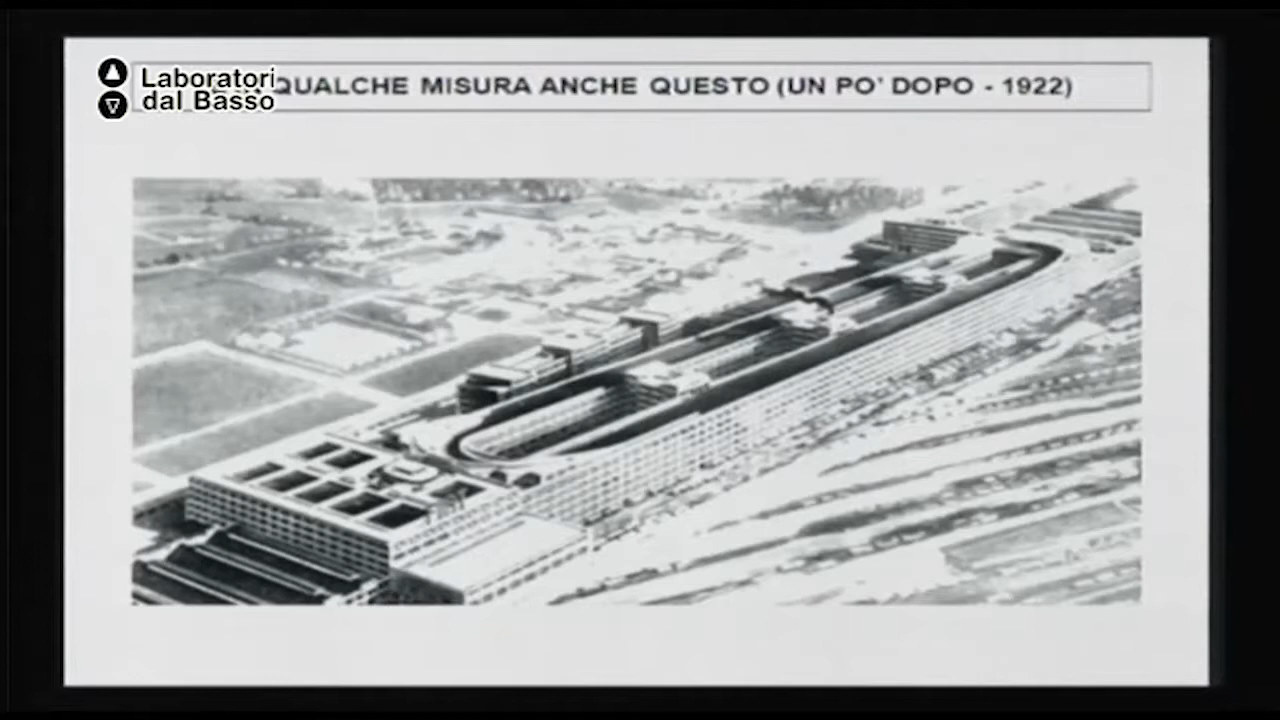 Laboratori
dal Basso
QUALCHE MISURA ANCHE QUESTO (UN PO' DOPO - 1922)